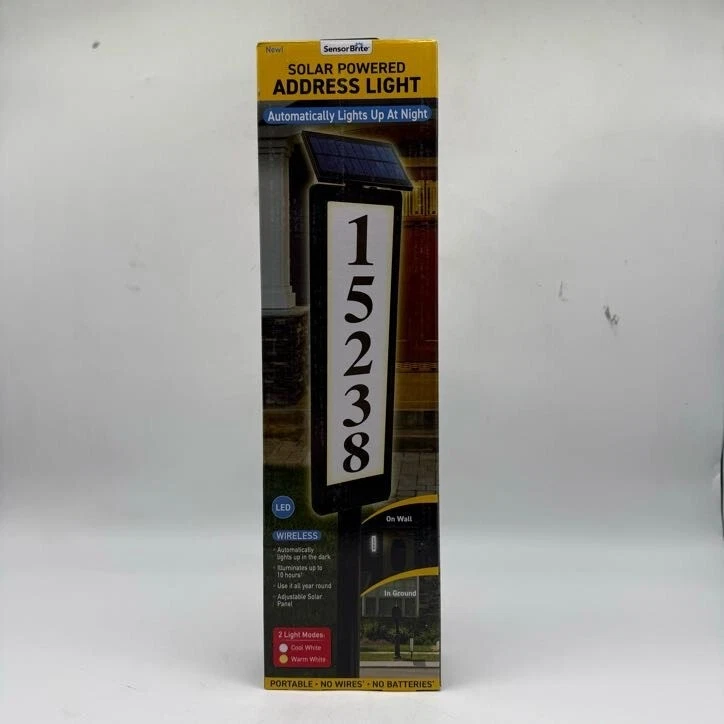 New!
SensorBrite
SOLAR POWERED
ADDRESS LIGHT
Automatically Lights Up At Night
1
5
2
3
8
LED
WIRELESS
· Automatically
lights up in the dark
· Illuminates up to
10 hours¹
· Use it all year round
· Adjustable Solar
Panel
On Wall
In Ground
2 Light Modes:
Cool White
Warm White
PORTABLE · NO WIRES · NO BATTERIES